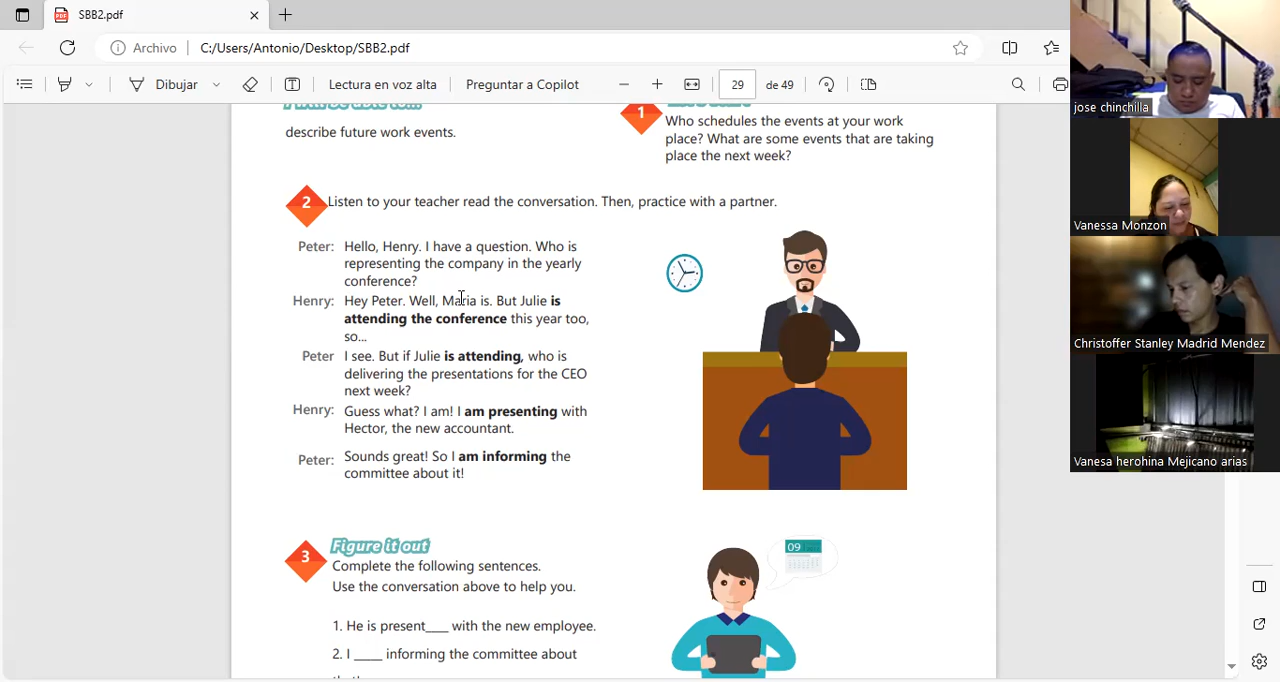 SBB2.pdf
Archivo
C:/Users/Antonio/Desktop/SBB2.pdf
Dibujar
Lectura en voz alta
Preguntar a Copilot
29
de 49
describe future work events.
1
Who schedules the events at your work
place? What are some events that are taking
place the next week?
2
Listen to your teacher read the conversation. Then, practice with a partner.
Peter: Hello, Henry. I have a question. Who is
representing the company in the yearly
conference?
Henry: Hey Peter. Well, Maria is. But Julie is
attending the conference this year too,
so...
Peter I see. But if Julie is attending, who is
delivering the presentations for the CEO
next week?
Henry: Guess what? I am! I am presenting with
Hector, the new accountant.
Peter: Sounds great! So I am informing the
committee about it!
3
Figure it out
Complete the following sentences.
Use the conversation above to help you.
1. He is present___ with the new employee.
2. I ____ informing the committee about
09
jose chinchilla
Vanessa Monzon
Christoffer Stanley Madrid Mendez
Vanesa herohina Mejicano arias